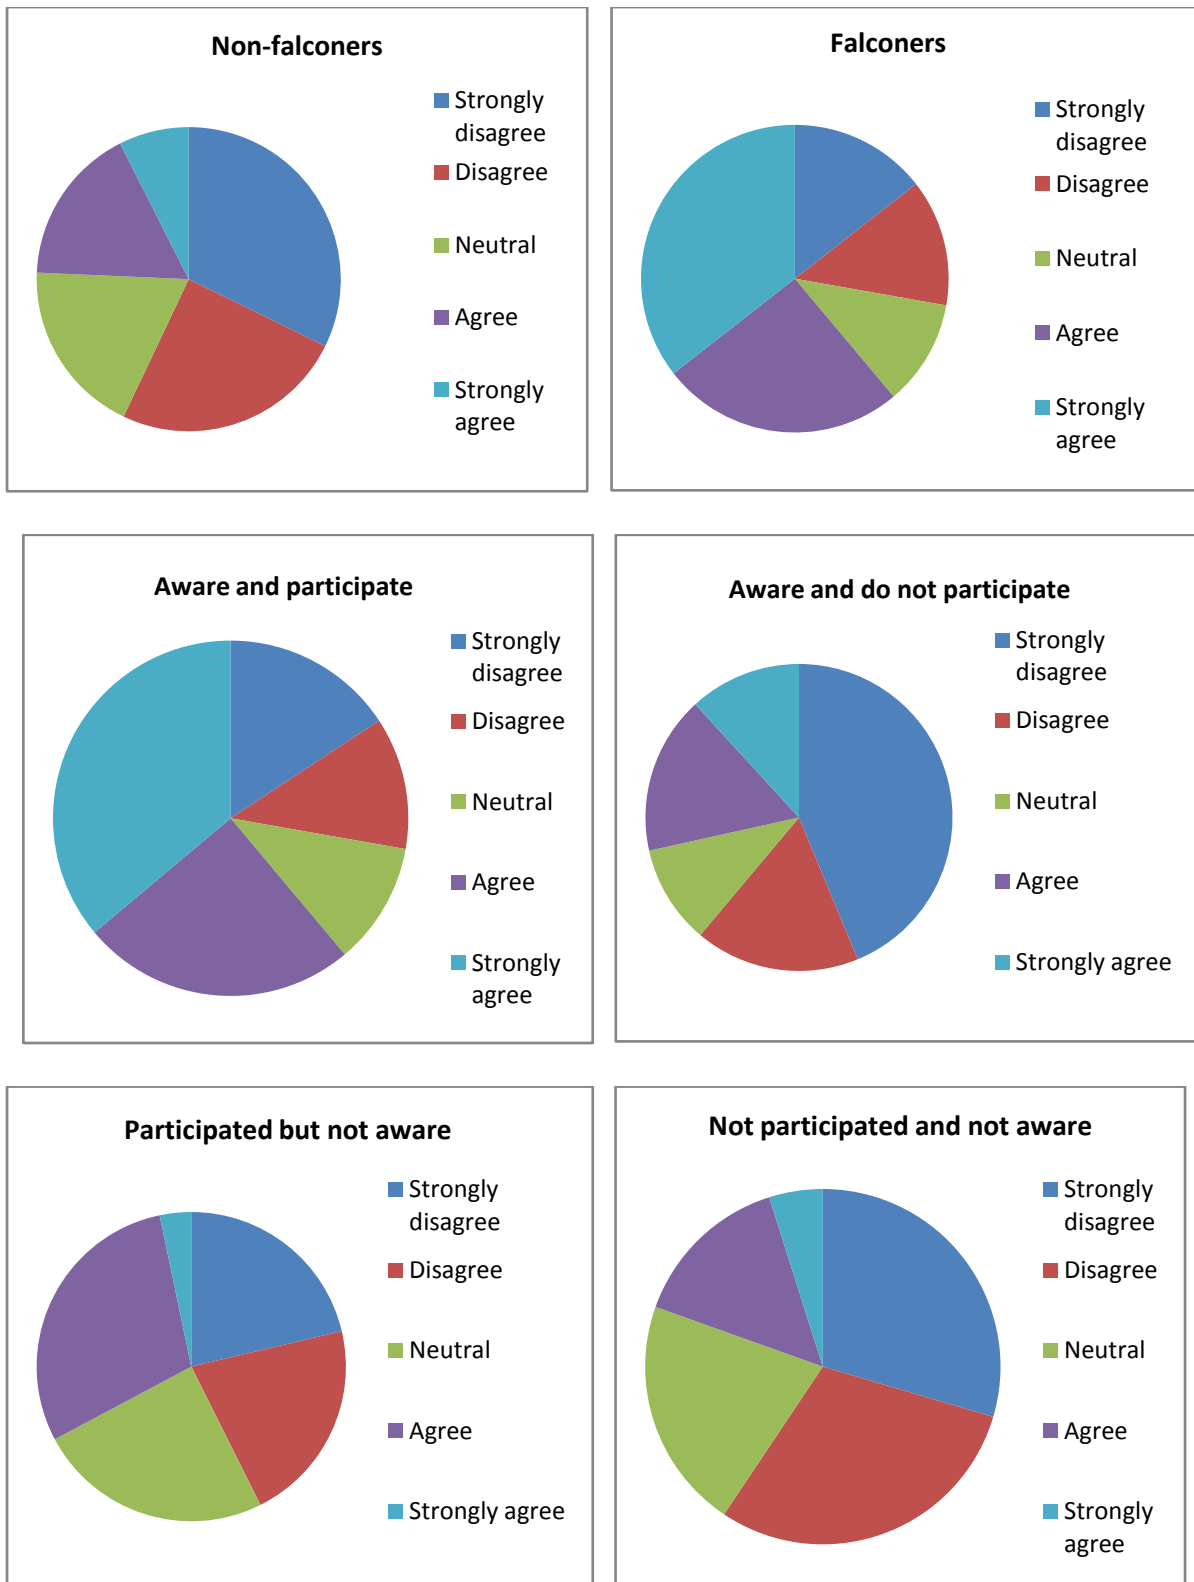 Non-falconers
Strongly
disagree
Disagree
Neutral
Agree
Strongly
agree
Falconers
Strongly
disagree
Disagree
Neutral
Agree
Strongly
agree
Aware and participate
Strongly
disagree
Disagree
Neutral
Agree
Strongly
agree
Aware and do not participate
Strongly
disagree
Disagree
Neutral
Agree
Strongly agree
Participated but not aware
Strongly
disagree
Disagree
Neutral
Agree
Strongly agree
Not participated and not aware
Strongly
disagree
Disagree
Neutral
Agree
Strongly
agree